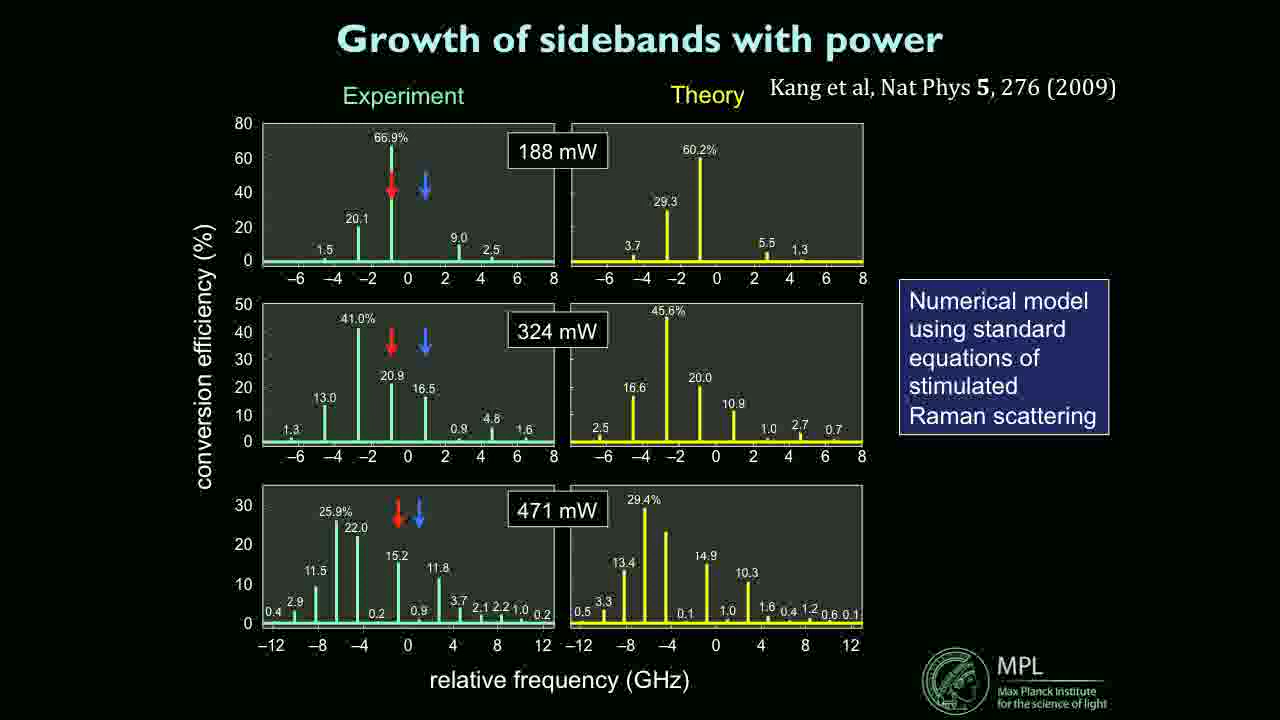 Growth of sidebands with power
Experiment
Theory
Kang et al, Nat Phys 5, 276 (2009)
conversion efficiency (%)
188 mW
80
60
40
20
0
1.5
20.1
66.9%
9.0
2.5
–6 –4 –2 0 2 4 6 8
3.7
29.3
60.2%
5.5
1.3
–6 –4 –2 0 2 4 6 8
324 mW
50
40
30
20
10
0
1.3
13.0
41.0%
20.9
16.5
0.9
4.8
1.6
–6 –4 –2 0 2 4 6 8
2.5
16.6
45.6%
20.0
10.9
1.0
2.7
0.7
–6 –4 –2 0 2 4 6 8
471 mW
30
20
10
0
0.4
2.9
11.5
25.9%
22.0
0.2
15.2
0.9
11.8
3.7
2.1
2.2
1.0
0.2
–12 –8 –4 0 4 8 12
0.5
3.3
13.4
29.4%
0.1
14.9
1.0
10.3
1.6
0.4
1.2
0.6
0.1
–12 –8 –4 0 4 8 12
relative frequency (GHz)
Numerical model
using standard
equations of
stimulated
Raman scattering
MPL
Max Planck Institute
for the science of light